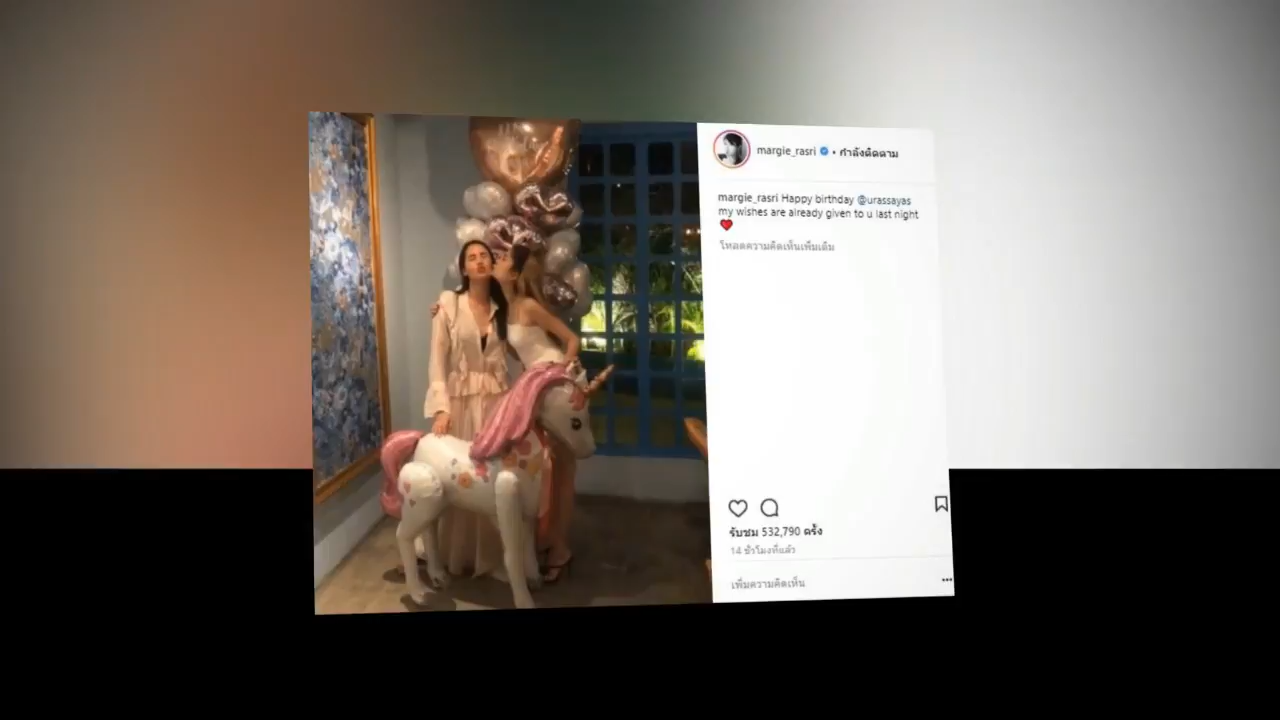 margie_rasri • กำลังติดตาม
margie_rasri Happy birthday @urassayas
my wishes are already given to u last night
❤️
โหลดความคิดเห็นเพิ่มเติม
รับชม 532,790 ครั้ง
14 ชั่วโมงที่แล้ว
เพิ่มความคิดเห็น